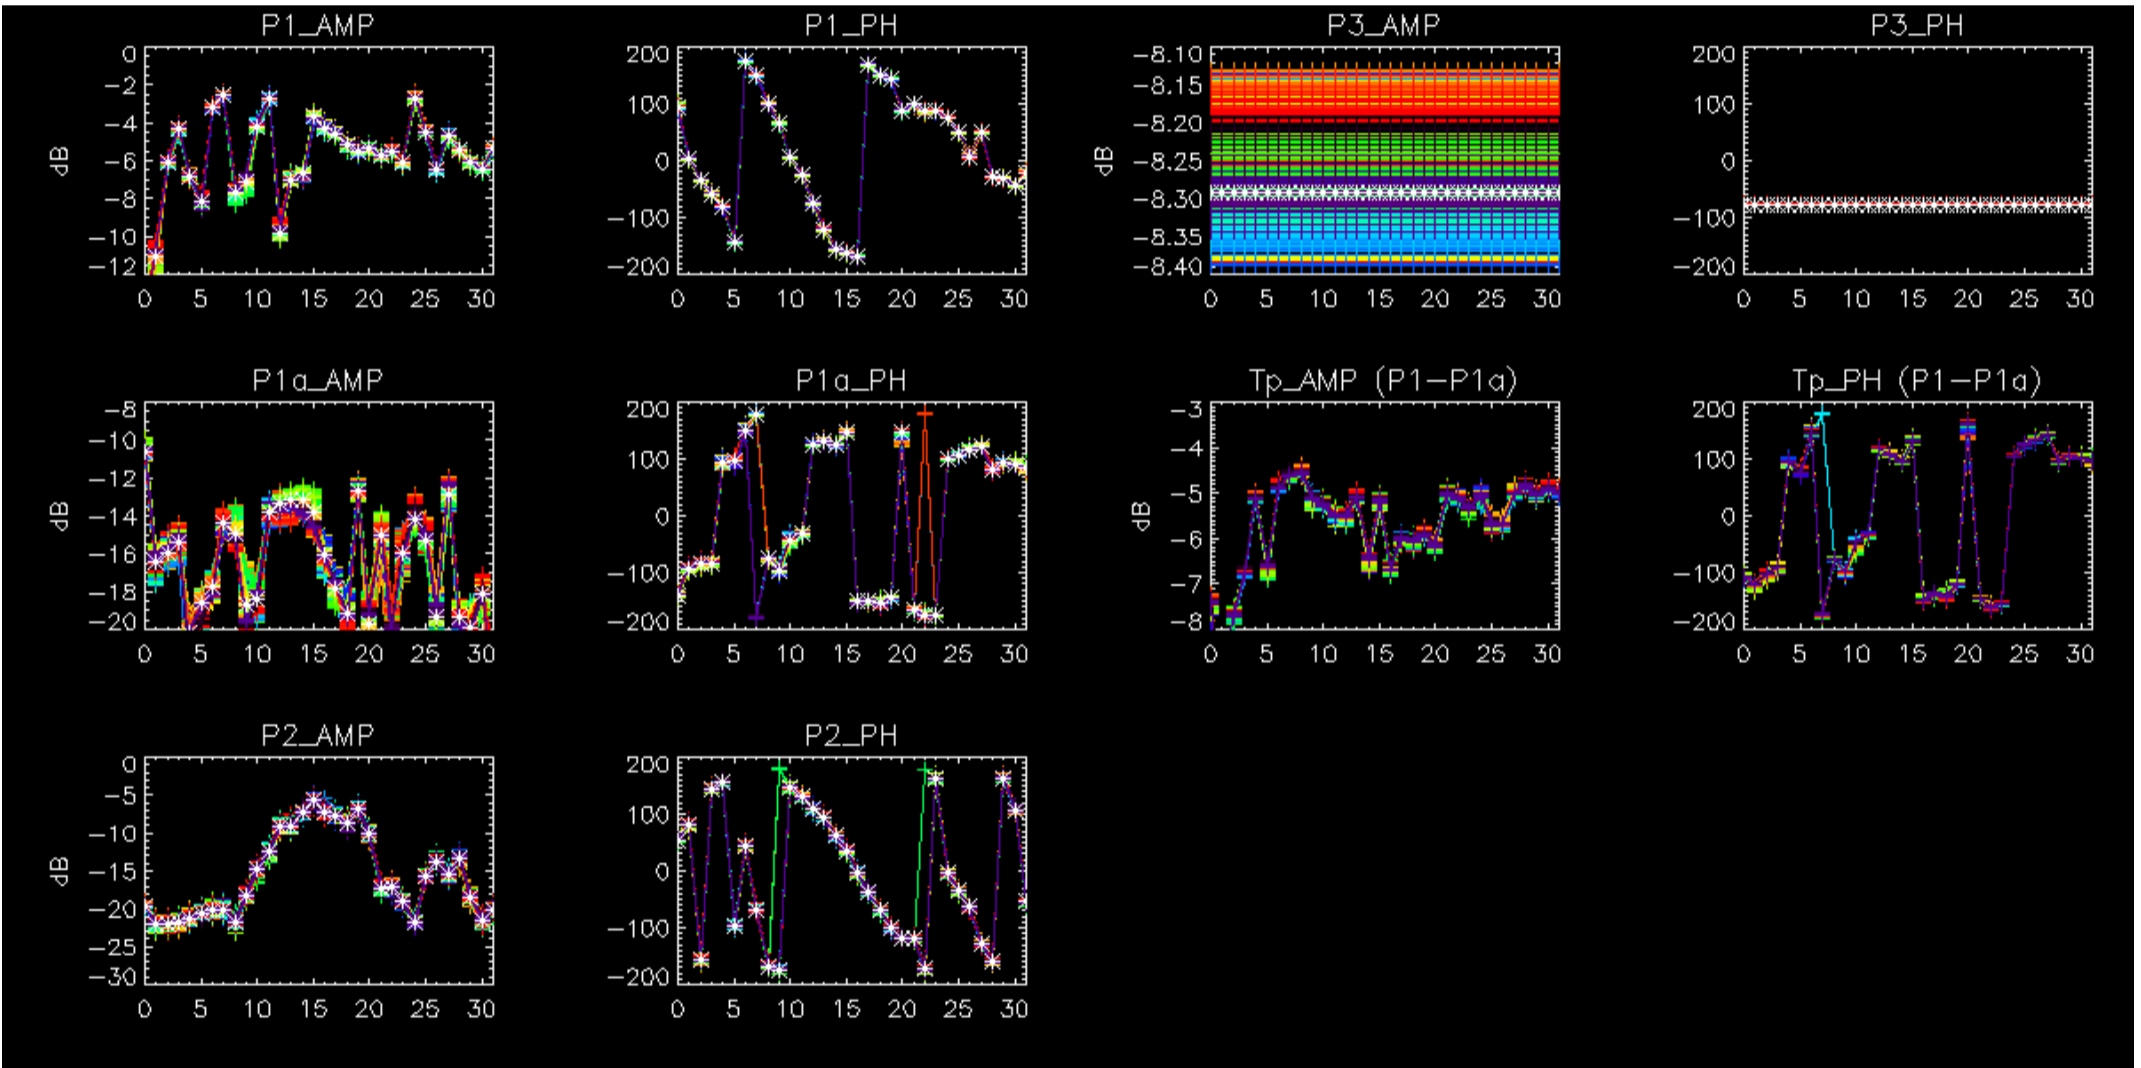 P1_AMP
P1_PH
P3_AMP
P3_PH
0
-2
-4
-6
-8
-10
-12
dB
0 5 10 15 20 25 30
200
100
0
-100
-200
0 5 10 15 20 25 30
-8.10
-8.15
-8.20
-8.25
-8.30
-8.35
-8.40
dB
0 5 10 15 20 25 30
200
100
0
-100
-200
0 5 10 15 20 25 30
P1a_AMP
P1a_PH
Tp_AMP (P1-P1a)
Tp_PH (P1-P1a)
-8
-10
-12
-14
-16
-18
-20
dB
0 5 10 15 20 25 30
200
100
0
-100
-200
0 5 10 15 20 25 30
-3
-4
-5
-6
-7
-8
dB
0 5 10 15 20 25 30
200
100
0
-100
-200
0 5 10 15 20 25 30
P2_AMP
P2_PH
0
-5
-10
-15
-20
-25
-30
dB
0 5 10 15 20 25 30
200
100
0
-100
-200
0 5 10 15 20 25 30